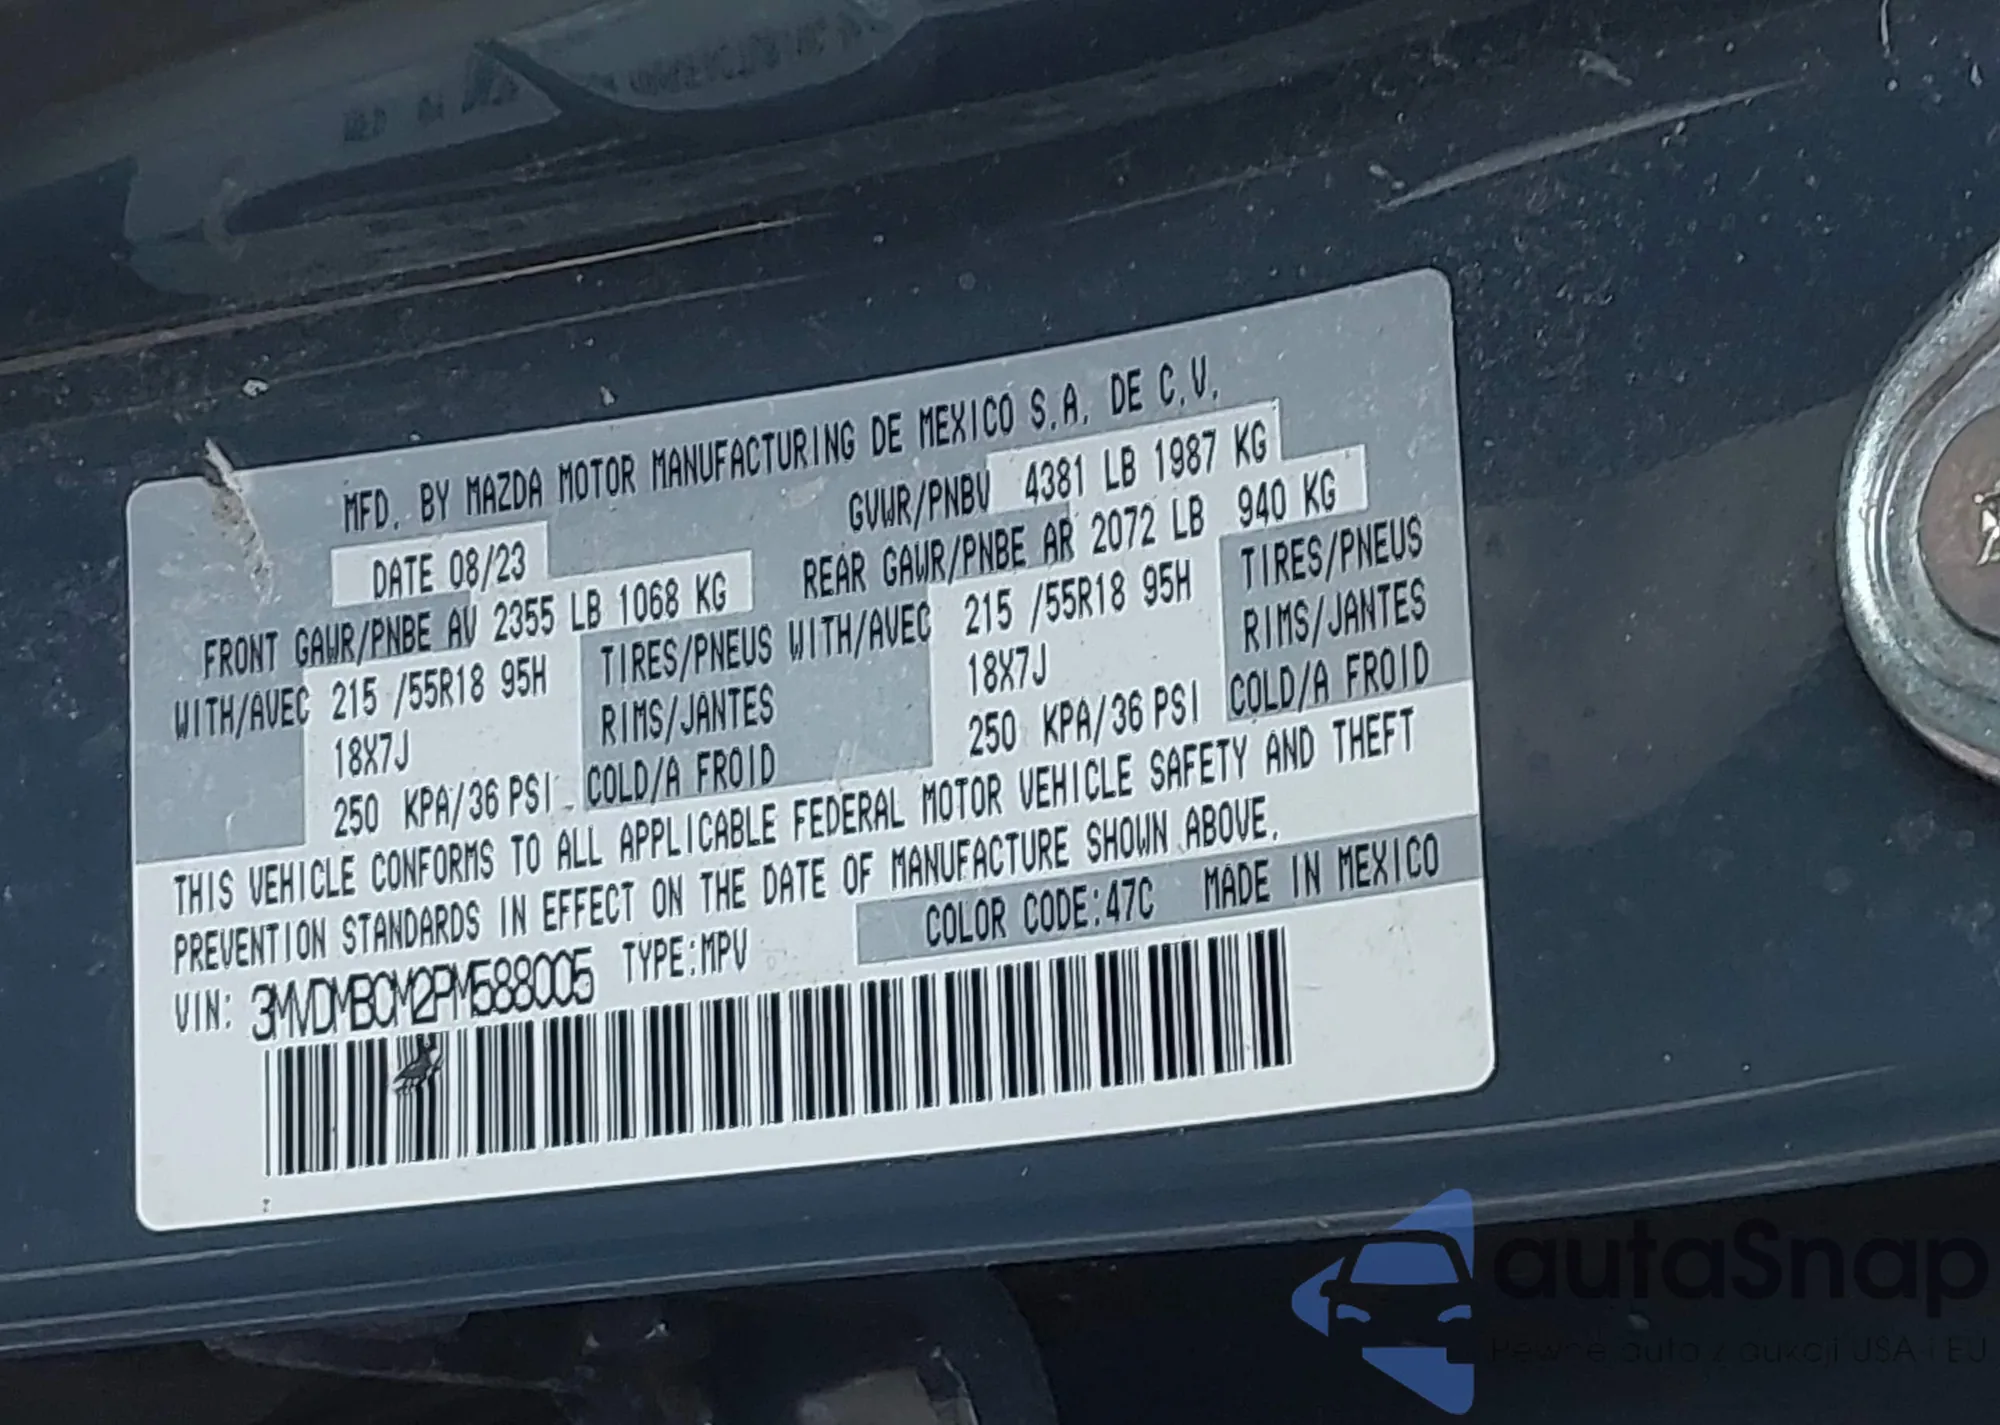 MFD. BY MAZDA MOTOR MANUFACTURING DE MEXICO S.A. DE C.V.
DATE 08/23 GVWR/PNBV 4381 LB 1987 KG
FRONT GAWR/PNBE AV 2355 LB 1068 KG REAR GAWR/PNBE AR 2072 LB 940 KG
WITH/AVEC 215 /55R18 95H TIRES/PNEUS WITH/AVEC 215 /55R18 95H TIRES/PNEUS
18X7J RIMS/JANTES 18X7J RIMS/JANTES
250 KPA/36 PSI COLD/A FROID 250 KPA/36 PSI COLD/A FROID
THIS VEHICLE CONFORMS TO ALL APPLICABLE FEDERAL MOTOR VEHICLE SAFETY AND THEFT
PREVENTION STANDARDS IN EFFECT ON THE DATE OF MANUFACTURE SHOWN ABOVE.
VIN: 3MVDMBCM2PM588005 TYPE:MPV COLOR CODE:47C MADE IN MEXICO
autaSnap
Pewne auta z aukcji USA i EU